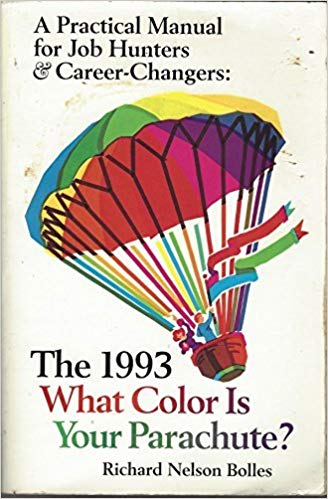 A Practical Manual
for Job Hunters
& Career-Changers:
The 1993
What Color Is
Your Parachute?
Richard Nelson Bolles